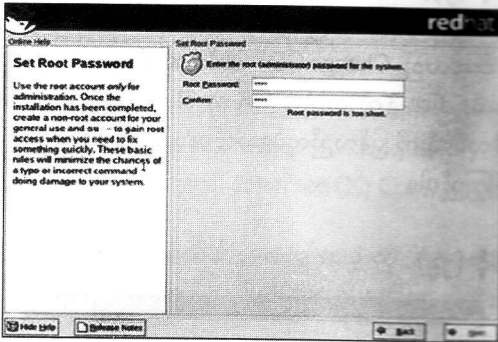 redhat
Online Help
Set Root Password
Use the root account only for
administration. Once the
installation has been completed,
create a non-root account for your
general use and su - to gain root
access when you need to fix
something quickly. These basic
rules will minimize the chances of
a typo or incorrect command
doing damage to your system.
Set Root Password
Enter the root (administrator) password for the system.
Root Password: ****
Confirm: ****
Root password is too short.
Hide Help
Release Notes
Back